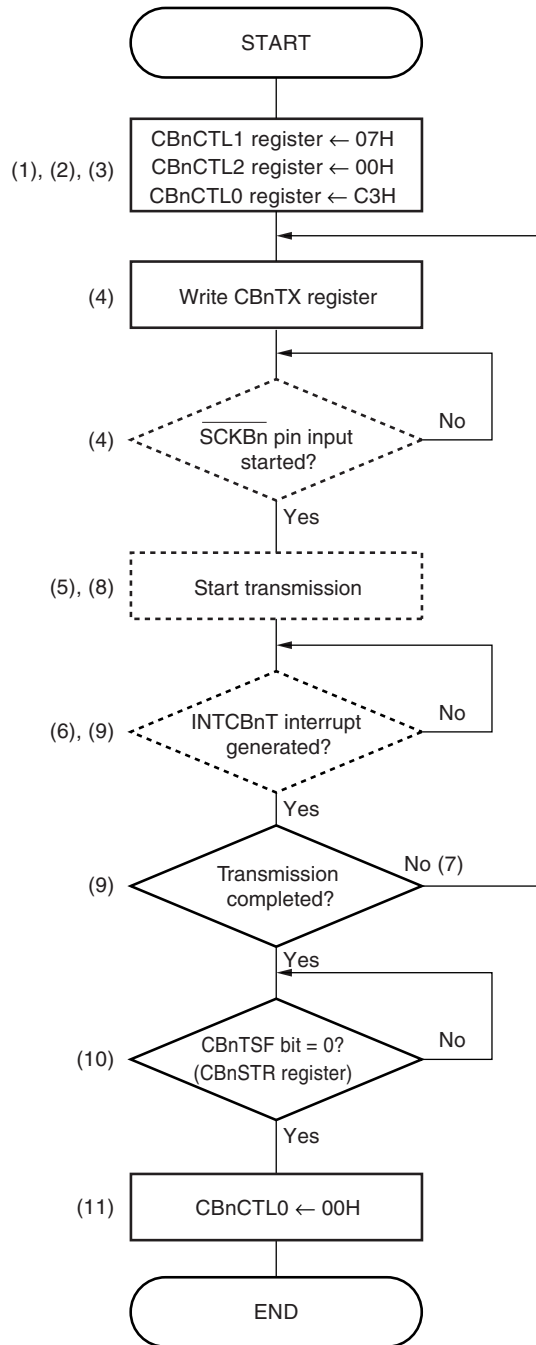 START
(1), (2), (3)
CBnCTL1 register ← 07H
CBnCTL2 register ← 00H
CBnCTL0 register ← C3H
(4)
Write CBnTX register
(4)
SCKBn pin input
started?
No
Yes
(5), (8)
Start transmission
(6), (9)
INTCBnT interrupt
generated?
No
Yes
(9)
Transmission
completed?
No (7)
Yes
(10)
CBnTSF bit = 0?
(CBnSTR register)
No
Yes
(11)
CBnCTL0 ← 00H
END